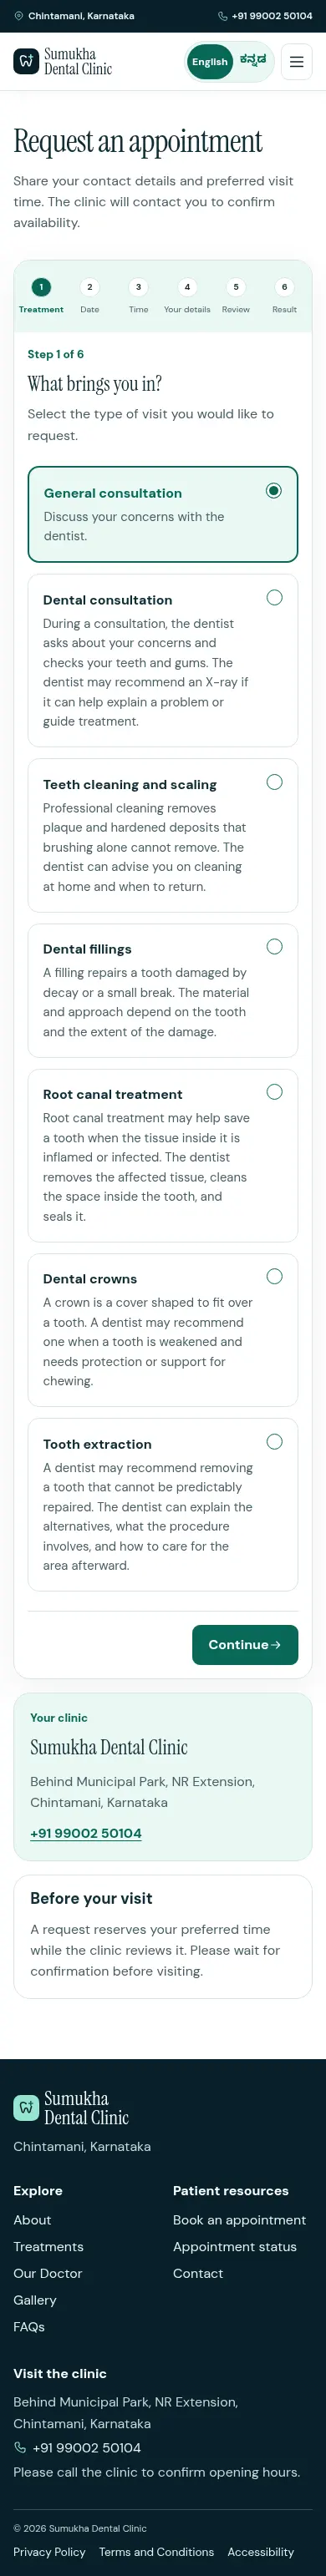 Chintamani, Karnataka
+91 99002 50104
Sumukha
Dental Clinic
English
ಕನ್ನಡ
Request an appointment
Share your contact details and preferred visit
time. The clinic will contact you to confirm
availability.
1
2
3
4
5
6
Treatment
Date
Time
Your details
Review
Result
Step 1 of 6
What brings you in?
Select the type of visit you would like to
request.
General consultation
Discuss your concerns with the
dentist.
Dental consultation
During a consultation, the dentist
asks about your concerns and
checks your teeth and gums. The
dentist may recommend an X-ray if
it can help explain a problem or
guide treatment.
Teeth cleaning and scaling
Professional cleaning removes
plaque and hardened deposits that
brushing alone cannot remove. The
dentist can advise you on cleaning
at home and when to return.
Dental fillings
A filling repairs a tooth damaged by
decay or a small break. The material
and approach depend on the tooth
and the extent of the damage.
Root canal treatment
Root canal treatment may help save
a tooth when the tissue inside it is
inflamed or infected. The dentist
removes the affected tissue, cleans
the space inside the tooth, and
seals it.
Dental crowns
A crown is a cover shaped to fit over
a tooth. A dentist may recommend
one when a tooth is weakened and
needs protection or support for
chewing.
Tooth extraction
A dentist may recommend removing
a tooth that cannot be predictably
repaired. The dentist can explain the
alternatives, what the procedure
involves, and how to care for the
area afterward.
Continue→
Your clinic
Sumukha Dental Clinic
Behind Municipal Park, NR Extension,
Chintamani, Karnataka
+91 99002 50104
Before your visit
A request reserves your preferred time
while the clinic reviews it. Please wait for
confirmation before visiting.
Sumukha
Dental Clinic
Chintamani, Karnataka
Explore
About
Treatments
Our Doctor
Gallery
FAQs
Patient resources
Book an appointment
Appointment status
Contact
Visit the clinic
Behind Municipal Park, NR Extension,
Chintamani, Karnataka
+91 99002 50104
Please call the clinic to confirm opening hours.
© 2026 Sumukha Dental Clinic
Privacy Policy
Terms and Conditions
Accessibility